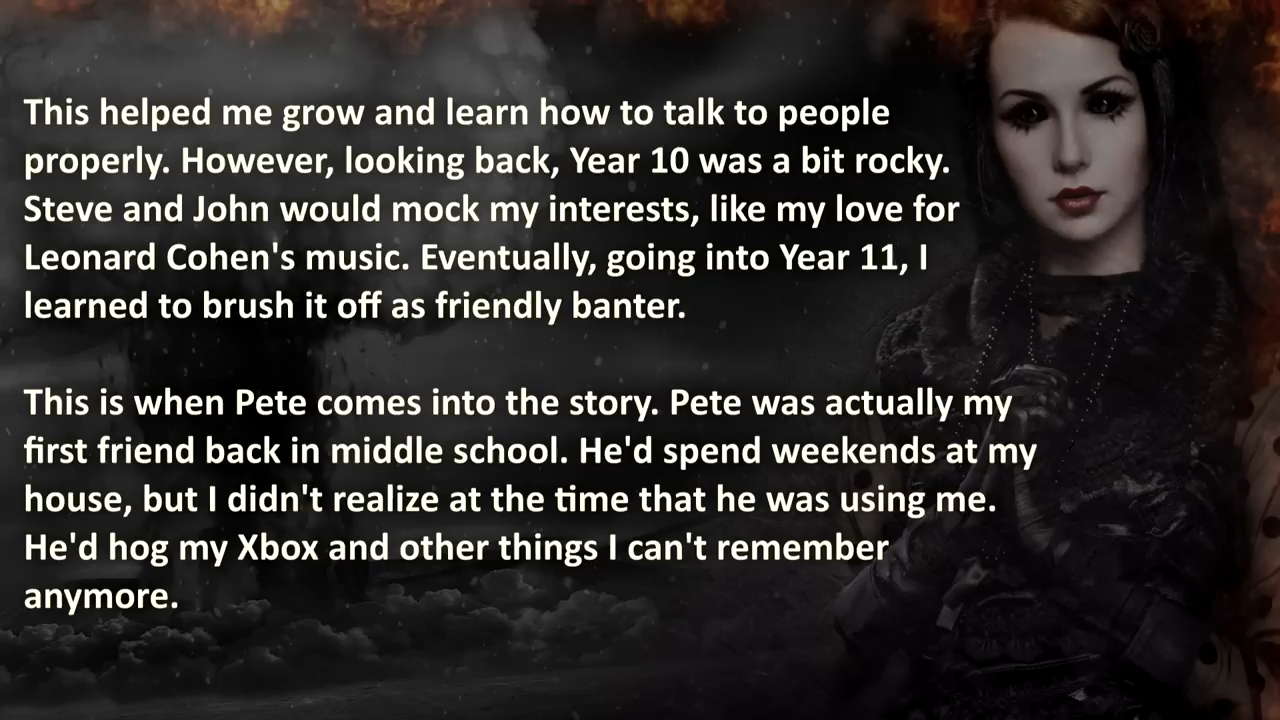 This helped me grow and learn how to talk to people
properly. However, looking back, Year 10 was a bit rocky.
Steve and John would mock my interests, like my love for
Leonard Cohen's music. Eventually, going into Year 11, I
learned to brush it off as friendly banter.
This is when Pete comes into the story. Pete was actually my
first friend back in middle school. He'd spend weekends at my
house, but I didn't realize at the time that he was using me.
He'd hog my Xbox and other things I can't remember
anymore.